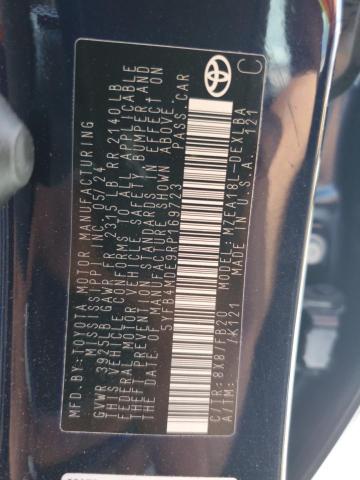 MFD.BY: TOYOTA MOTOR MANUFACTURING
MISSISSIPPI, INC. 05/24
GVWR 3925LB GAWR FR 2315LB RR 2140LB
THIS VEHICLE CONFORMS TO ALL APPLICABLE
FEDERAL MOTOR VEHICLE SAFETY, BUMPER, AND
THEFT PREVENTION STANDARDS IN EFFECT ON
THE DATE OF MANUFACTURE SHOWN ABOVE.
5YFB4MDE9RP169723 PASS.CAR
C/TR: 8X8/FB20 MODEL: MZEA18L-DEXLBA
A/TM: /K121 U.S.A. 121
TOYOTA
C